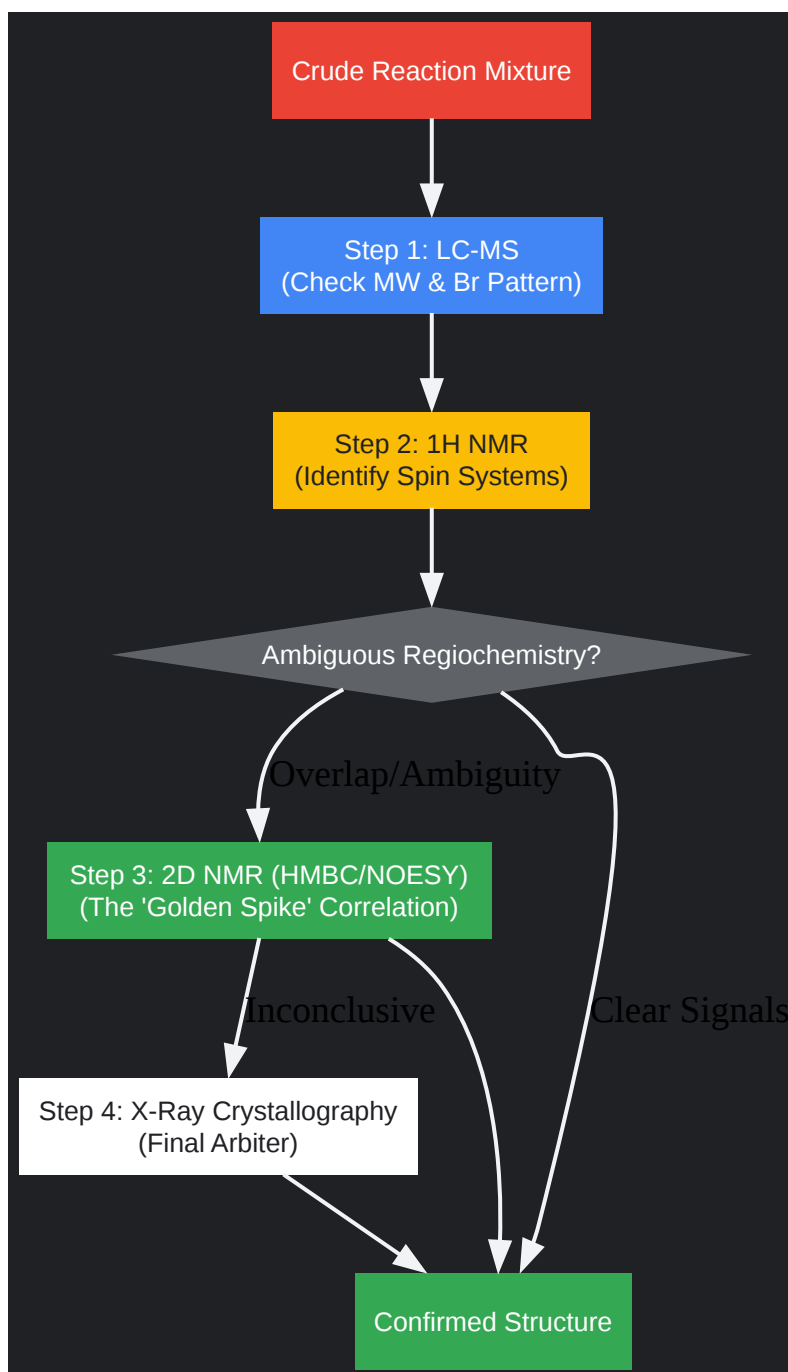 Crude Reaction Mixture
Step 1: LC-MS
(Check MW & Br Pattern)
Step 2: 1H NMR
(Identify Spin Systems)
Ambiguous Regiochemistry?
Overlap/Ambiguity
Step 3: 2D NMR (HMBC/NOESY)
(The 'Golden Spike' Correlation)
Inconclusive
Clear Signals
Step 4: X-Ray Crystallography
(Final Arbiter)
Confirmed Structure